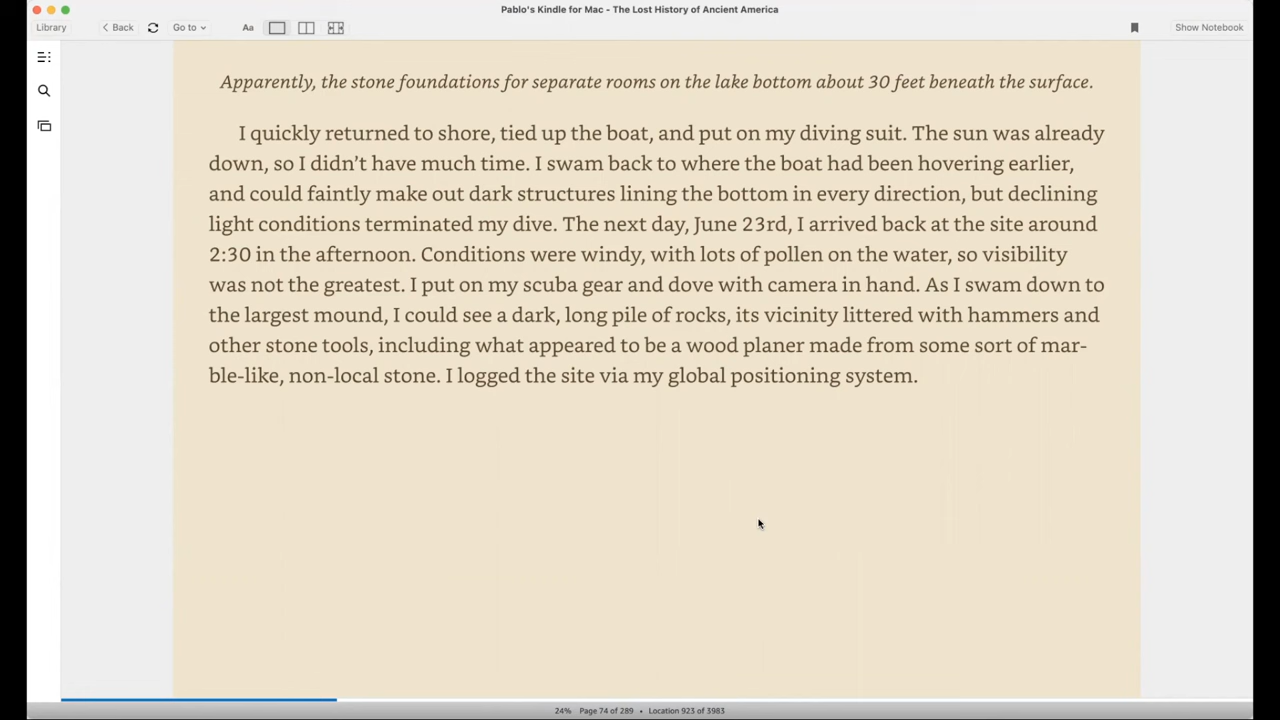 Pablo's Kindle for Mac - The Lost History of Ancient America
Library
Back
Go to
Aa
Show Notebook
Apparently, the stone foundations for separate rooms on the lake bottom about 30 feet beneath the surface.
I quickly returned to shore, tied up the boat, and put on my diving suit. The sun was already
down, so I didn’t have much time. I swam back to where the boat had been hovering earlier,
and could faintly make out dark structures lining the bottom in every direction, but declining
light conditions terminated my dive. The next day, June 23rd, I arrived back at the site around
2:30 in the afternoon. Conditions were windy, with lots of pollen on the water, so visibility
was not the greatest. I put on my scuba gear and dove with camera in hand. As I swam down to
the largest mound, I could see a dark, long pile of rocks, its vicinity littered with hammers and
other stone tools, including what appeared to be a wood planer made from some sort of mar-
ble-like, non-local stone. I logged the site via my global positioning system.
24% Page 74 of 289 • Location 923 of 3983